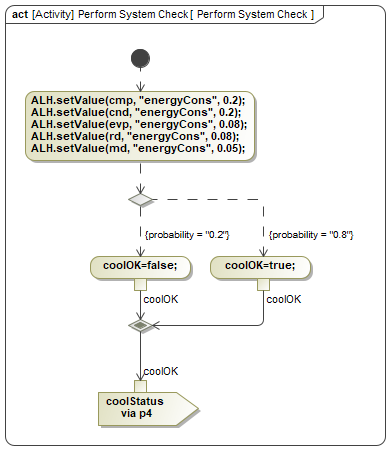 act [Activity] Perform System Check [ Perform System Check ]
ALH.setValue(cmp, "energyCons", 0.2);
ALH.setValue(cnd, "energyCons", 0.2);
ALH.setValue(evp, "energyCons", 0.08);
ALH.setValue(rd, "energyCons", 0.08);
ALH.setValue(md, "energyCons", 0.05);
{probability = "0.2"} {probability = "0.8"}
coolOK=false; coolOK=true;
coolOK coolOK
coolOK
coolStatus
via p4